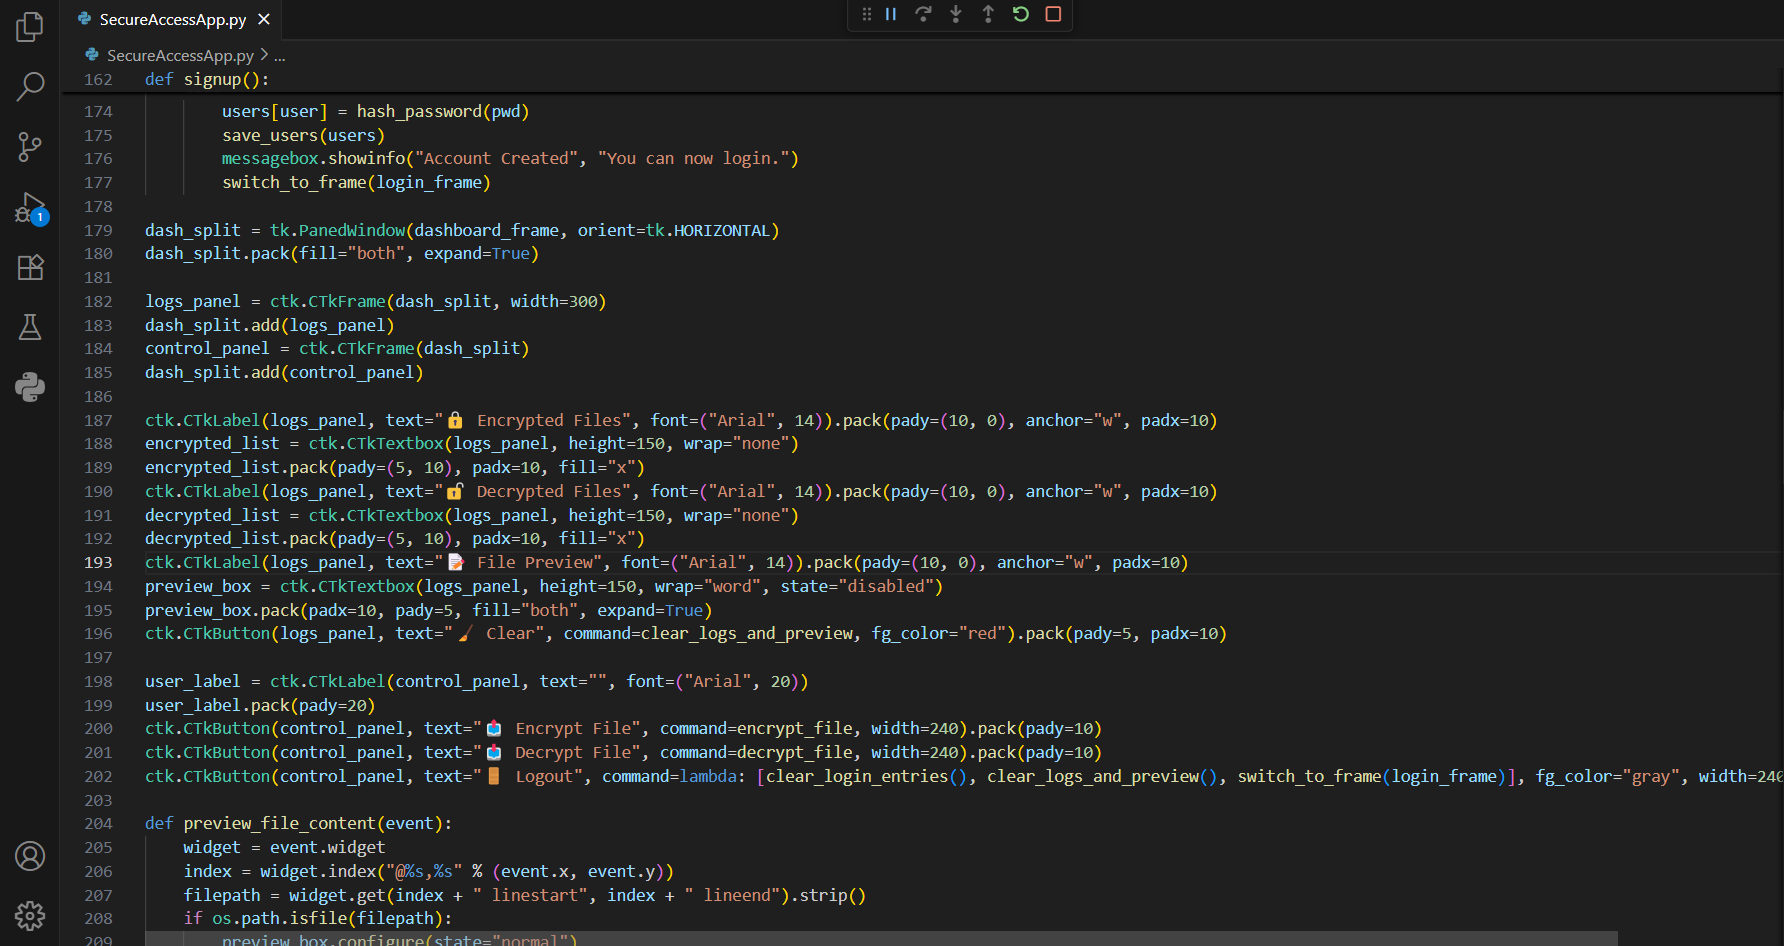 SecureAccessApp.py
SecureAccessApp.py > ...
162 def signup():
174 users[user] = hash_password(pwd)
175 save_users(users)
176 messagebox.showinfo("Account Created", "You can now login.")
177 switch_to_frame(login_frame)
178
179 dash_split = tk.PanedWindow(dashboard_frame, orient=tk.HORIZONTAL)
180 dash_split.pack(fill="both", expand=True)
181
182 logs_panel = ctk.CTkFrame(dash_split, width=300)
183 dash_split.add(logs_panel)
184 control_panel = ctk.CTkFrame(dash_split)
185 dash_split.add(control_panel)
186
187 ctk.CTkLabel(logs_panel, text="🔒 Encrypted Files", font=("Arial", 14)).pack(pady=(10, 0), anchor="w", padx=10)
188 encrypted_list = ctk.CTkTextbox(logs_panel, height=150, wrap="none")
189 encrypted_list.pack(pady=(5, 10), padx=10, fill="x")
190 ctk.CTkLabel(logs_panel, text="🔓 Decrypted Files", font=("Arial", 14)).pack(pady=(10, 0), anchor="w", padx=10)
191 decrypted_list = ctk.CTkTextbox(logs_panel, height=150, wrap="none")
192 decrypted_list.pack(pady=(5, 10), padx=10, fill="x")
193 ctk.CTkLabel(logs_panel, text="📝 File Preview", font=("Arial", 14)).pack(pady=(10, 0), anchor="w", padx=10)
194 preview_box = ctk.CTkTextbox(logs_panel, height=150, wrap="word", state="disabled")
195 preview_box.pack(padx=10, pady=5, fill="both", expand=True)
196 ctk.CTkButton(logs_panel, text="🖌 Clear", command=clear_logs_and_preview, fg_color="red").pack(pady=5, padx=10)
197
198 user_label = ctk.CTkLabel(control_panel, text="", font=("Arial", 20))
199 user_label.pack(pady=20)
200 ctk.CTkButton(control_panel, text="📤 Encrypt File", command=encrypt_file, width=240).pack(pady=10)
201 ctk.CTkButton(control_panel, text="📥 Decrypt File", command=decrypt_file, width=240).pack(pady=10)
202 ctk.CTkButton(control_panel, text="🚪 Logout", command=lambda: [clear_login_entries(), clear_logs_and_preview(), switch_to_frame(login_frame)], fg_color="gray", width=240
203
204 def preview_file_content(event):
205 widget = event.widget
206 index = widget.index("@%s,%s" % (event.x, event.y))
207 filepath = widget.get(index + " linestart", index + " lineend").strip()
208 if os.path.isfile(filepath):
209 preview_box.configure(state="normal")
1